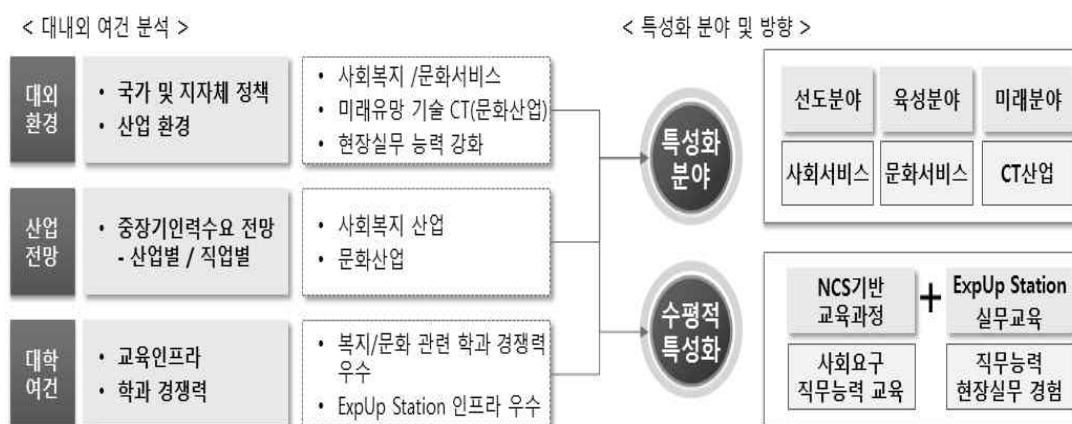 < 대내외 여건 분석 >
대외
환경
• 국가 및 지자체 정책
• 산업 환경
• 사회복지 /문화서비스
• 미래유망 기술 CT(문화산업)
• 현장실무 능력 강화
산업
전망
• 중장기인력수요 전망
- 산업별 / 직업별
• 사회복지 산업
• 문화산업
대학
여건
• 교육인프라
• 학과 경쟁력
• 복지/문화 관련 학과 경쟁력
우수
• ExpUp Station 인프라 우수
< 특성화 분야 및 방향 >
특성화
분야
선도분야 육성분야 미래분야
사회서비스 문화서비스 CT산업
수평적
특성화
NCS기반
교육과정
+
ExpUp Station
실무교육
사회요구
직무능력 교육
직무능력
현장실무 경험